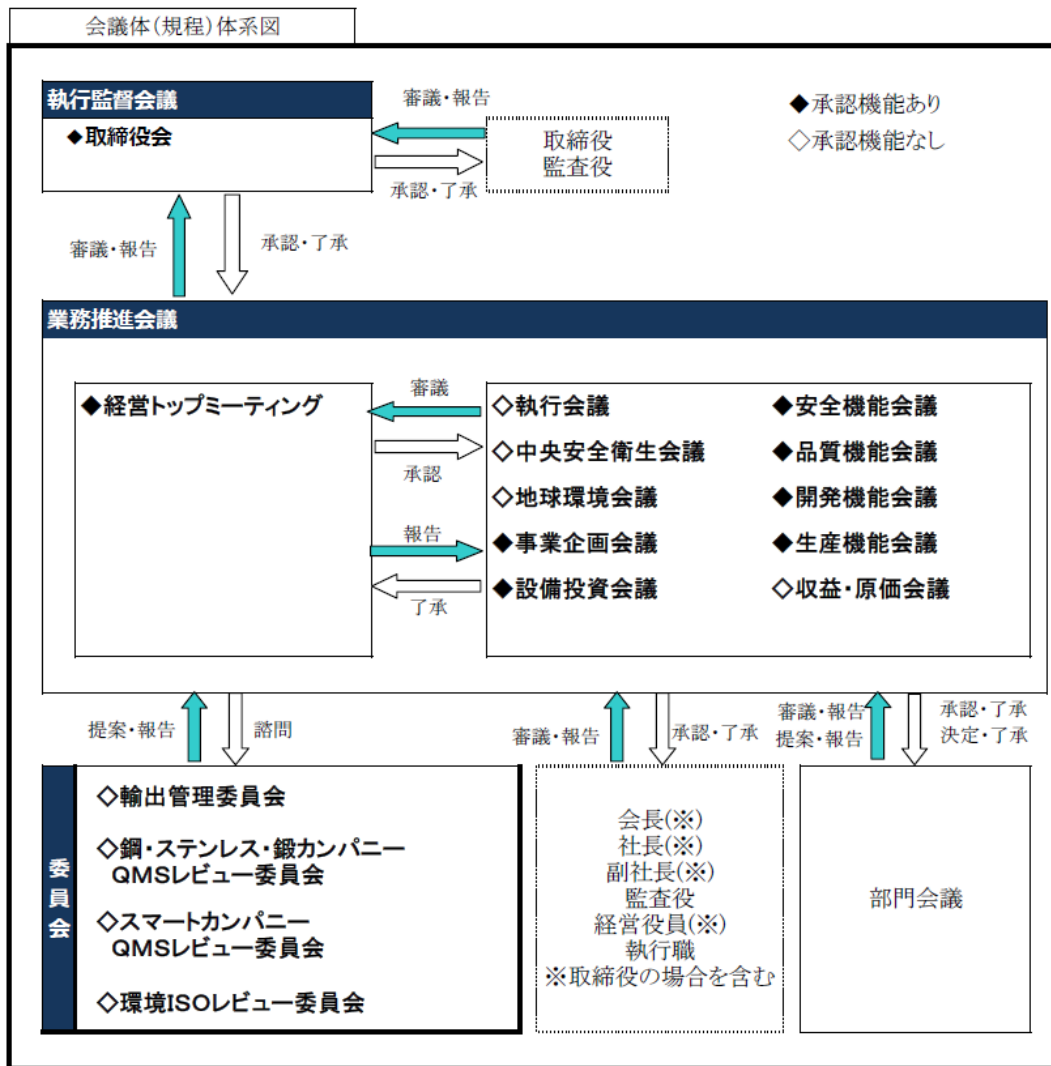 会議体(規程)体系図
執行監督会議
◆取締役会
審議・報告
承認・了承
取締役
監査役
◆承認機能あり
◇承認機能なし
審議・報告
承認・了承
業務推進会議
◆経営トップミーティング
審議
承認
報告
了承
◇執行会議
◇中央安全衛生会議
◇地球環境会議
◆事業企画会議
◆設備投資会議
◆安全機能会議
◆品質機能会議
◆開発機能会議
◆生産機能会議
◇収益・原価会議
提案・報告
諮問
審議・報告
承認・了承
審議・報告
提案・報告
承認・了承
決定・了承
委員会
◇輸出管理委員会
◇鋼・ステンレス・鍛カンパニー
QMSレビュー委員会
◇スマートカンパニー
QMSレビュー委員会
◇環境ISOレビュー委員会
会長(※)
社長(※)
副社長(※)
監査役
経営役員(※)
執行職
※取締役の場合を含む
部門会議